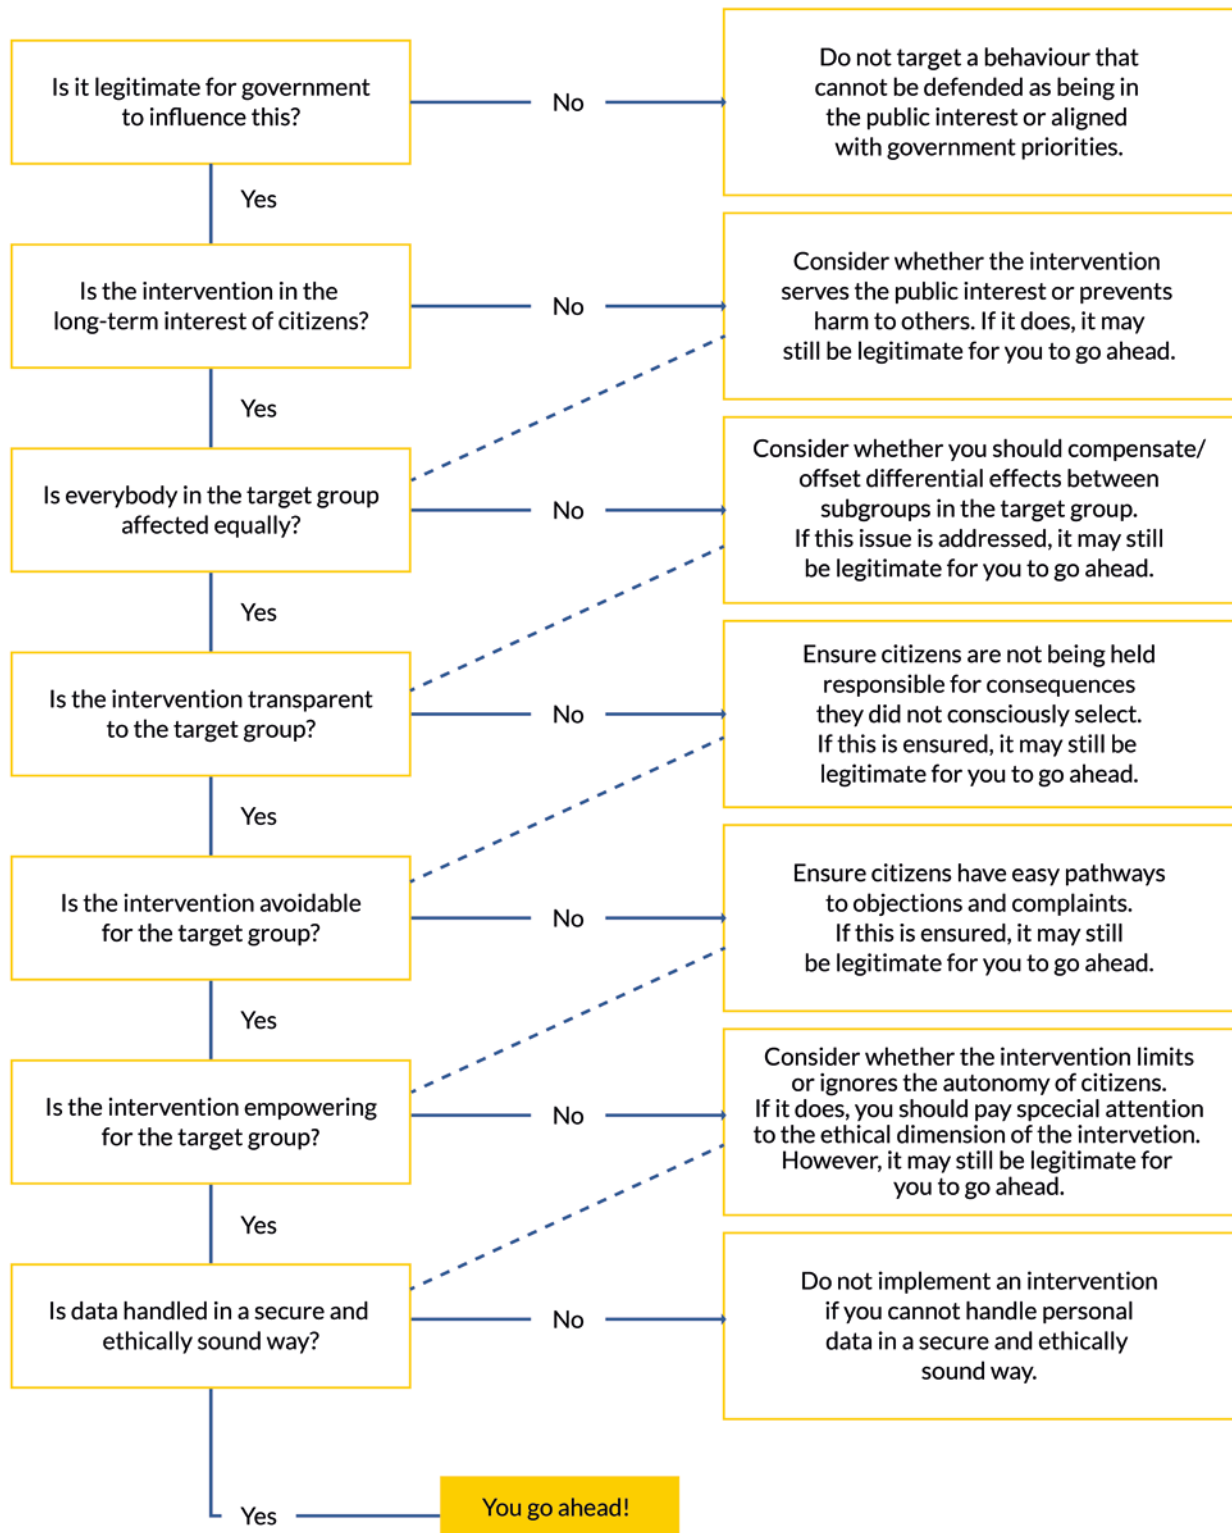 Is it legitimate for government
to influence this?
No
Do not target a behaviour that
cannot be defended as being in
the public interest or aligned
with government priorities.
Yes
Is the intervention in the
long-term interest of citizens?
No
Consider whether the intervention
serves the public interest or prevents
harm to others. If it does, it may
still be legitimate for you to go ahead.
Yes
Is everybody in the target group
affected equally?
No
Consider whether you should compensate/
offset differential effects between
subgroups in the target group.
If this issue is addressed, it may still
be legitimate for you to go ahead.
Yes
Is the intervention transparent
to the target group?
No
Ensure citizens are not being held
responsible for consequences
they did not consciously select.
If this is ensured, it may still be
legitimate for you to go ahead.
Yes
Is the intervention avoidable
for the target group?
No
Ensure citizens have easy pathways
to objections and complaints.
If this is ensured, it may still
be legitimate for you to go ahead.
Yes
Is the intervention empowering
for the target group?
No
Consider whether the intervention limits
or ignores the autonomy of citizens.
If it does, you should pay spcecial attention
to the ethical dimension of the intervetion.
However, it may still be legitimate for
you to go ahead.
Yes
Is data handled in a secure and
ethically sound way?
No
Do not implement an intervention
if you cannot handle personal
data in a secure and ethically
sound way.
Yes
You go ahead!